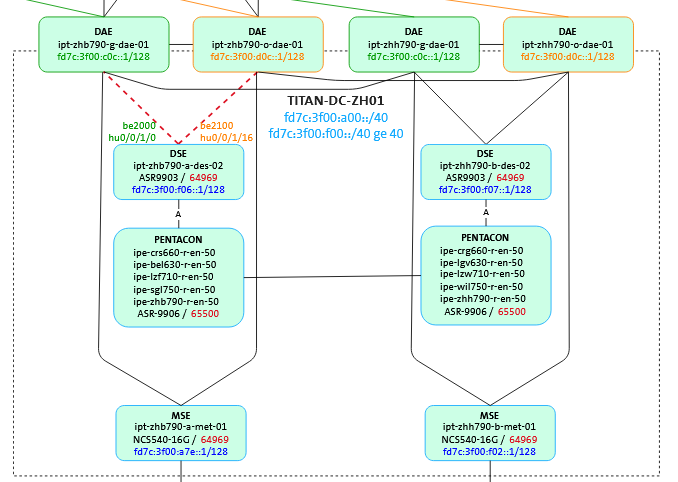 DAE
ipt-zhb790-g-dae-01
fd7c:3f00:c0c::1/128
DAE
ipt-zhb790-o-dae-01
fd7c:3f00:d0c::1/128
DAE
ipt-zhb790-g-dae-01
fd7c:3f00:c0c::1/128
DAE
ipt-zhb790-o-dae-01
fd7c:3f00:d0c::1/128
TITAN-DC-ZH01
fd7c:3f00:a00::/40
fd7c:3f00:f00::/40 ge 40
be2000
hu0/0/1/0
be2100
hu0/0/1/16
DSE
ipt-zhb790-a-des-02
ASR9903 / 64969
fd7c:3f00:f06::1/128
DSE
ipt-zhh790-b-des-02
ASR9903 / 64969
fd7c:3f00:f07::1/128
A
A
PENTACON
ipe-crs660-r-en-50
ipe-bel630-r-en-50
ipe-lzf710-r-en-50
ipe-sgl750-r-en-50
ipe-zhb790-r-en-50
ASR-9906 / 65500
PENTACON
ipe-crg660-r-en-50
ipe-lgv630-r-en-50
ipe-lzw710-r-en-50
ipe-wil750-r-en-50
ipe-zhh790-r-en-50
ASR-9906 / 65500
MSE
ipt-zhb790-a-met-01
NCS540-16G / 64969
fd7c:3f00:a7e::1/128
MSE
ipt-zhh790-b-met-01
NCS540-16G / 64969
fd7c:3f00:f02::1/128